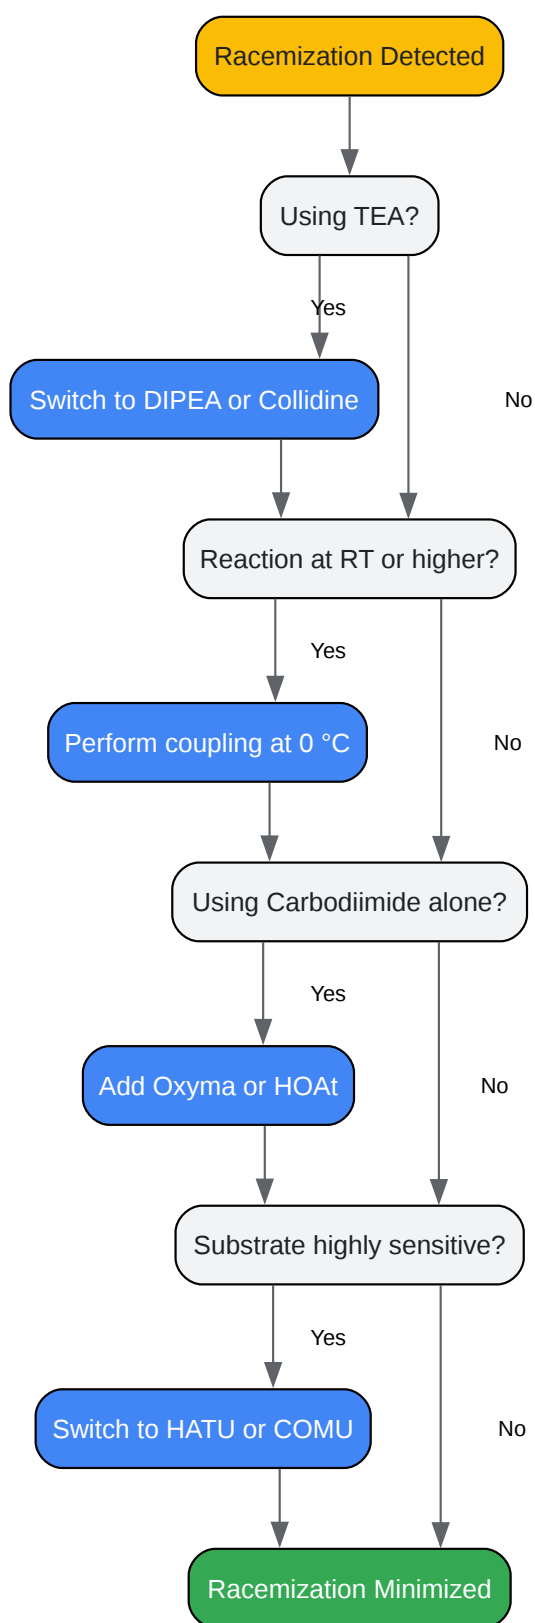 Racemization Detected
Using TEA?
Yes
Switch to DIPEA or Collidine
No
Reaction at RT or higher?
Yes
Perform coupling at 0 °C
No
Using Carbodiimide alone?
Yes
Add Oxyma or HOAt
No
Substrate highly sensitive?
Yes
Switch to HATU or COMU
No
Racemization Minimized